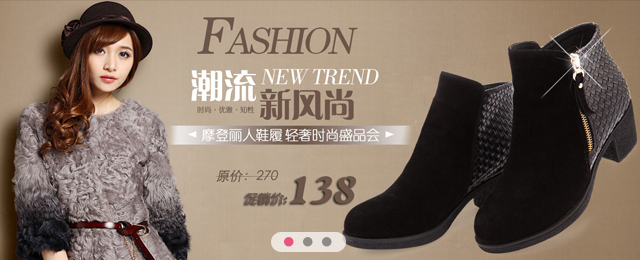 FASHION
潮流 NEW TREND
时尚·优雅·知性 新风尚
摩登丽人鞋履 轻奢时尚盛品会
原价: 270
促销价: 138